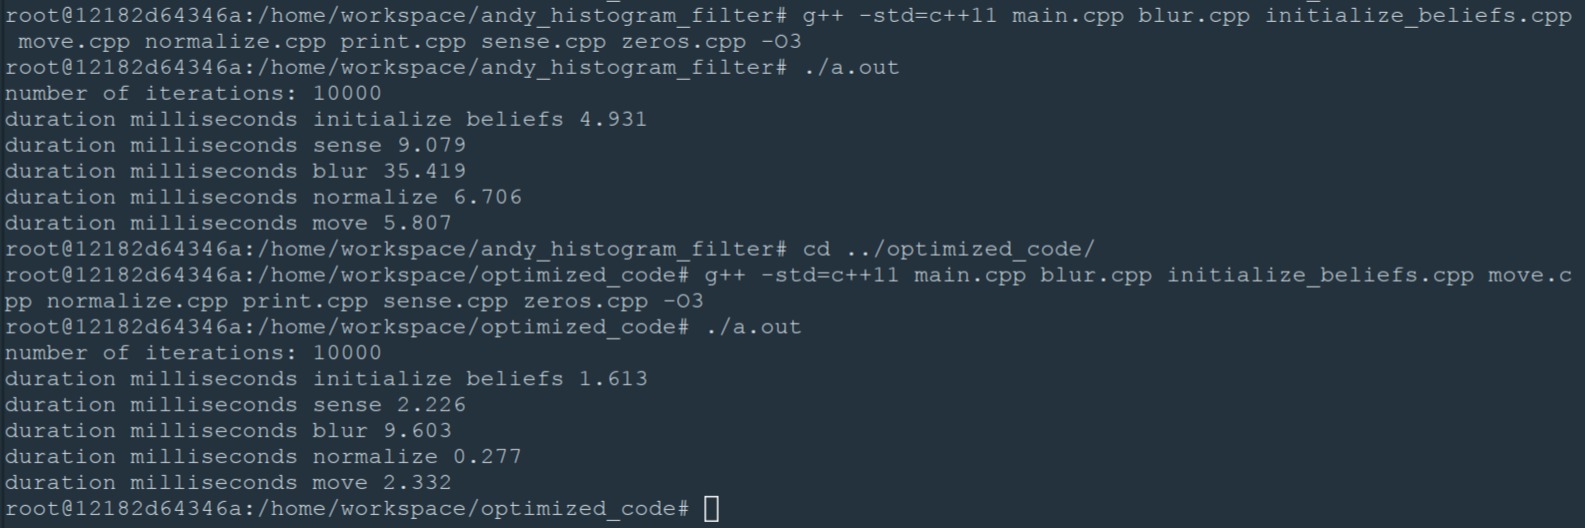 root@12182d64346a:/home/workspace/andy_histogram_filter# g++ -std=c++11 main.cpp blur.cpp initialize_beliefs.cpp
 move.cpp normalize.cpp print.cpp sense.cpp zeros.cpp -O3
root@12182d64346a:/home/workspace/andy_histogram_filter# ./a.out
number of iterations: 10000
duration milliseconds initialize beliefs 4.931
duration milliseconds sense 9.079
duration milliseconds blur 35.419
duration milliseconds normalize 6.706
duration milliseconds move 5.807
root@12182d64346a:/home/workspace/andy_histogram_filter# cd ../optimized_code/
root@12182d64346a:/home/workspace/optimized_code# g++ -std=c++11 main.cpp blur.cpp initialize_beliefs.cpp move.c
pp normalize.cpp print.cpp sense.cpp zeros.cpp -O3
root@12182d64346a:/home/workspace/optimized_code# ./a.out
number of iterations: 10000
duration milliseconds initialize beliefs 1.613
duration milliseconds sense 2.226
duration milliseconds blur 9.603
duration milliseconds normalize 0.277
duration milliseconds move 2.332
root@12182d64346a:/home/workspace/optimized_code#